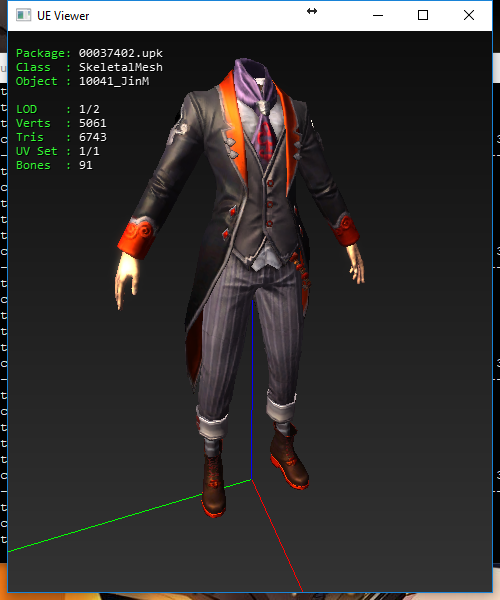 UE Viewer
Package: 00037402.upk
Class : SkeletalMesh
Object : 10041_JinM
LOD : 1/2
Verts : 5061
Tris : 6743
UV Set : 1/1
Bones : 91